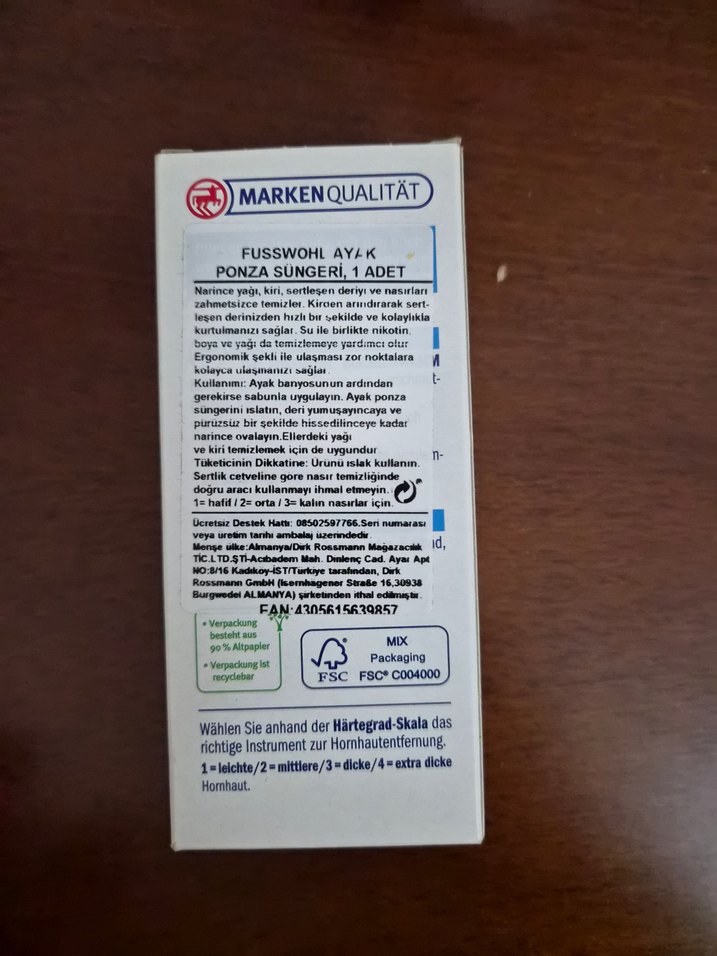 MARKENQUALITÄT
FUSSWOHL AYAK
PONZA SÜNGERİ, 1 ADET
Narince yağı, kiri, sertleşen deriyi ve nasırları
zahmetsizce temizler. Kirden arındırarak sert-
leşen derinizden hızlı bir şekilde ve kolaylıkla
kurtulmanızı sağlar. Su ile birlikte nikotin,
boya ve yağı da temizlemeye yardımcı olur
Ergonomik şekli ile ulaşması zor noktalara
kolayca ulaşmanızı sağlar.
Kullanımı: Ayak banyosunun ardından
gerekirse sabunla uygulayın. Ayak ponza
süngerini ıslatın, deri yumuşayıncaya ve
pürüzsüz bir şekilde hissedilinceye kadar
narince ovalayın.Ellerdeki yağı
ve kiri temizlemek için de uygundur
Tüketicinin Dikkatine: Ürünü ıslak kullanın.
Sertlik cetveline göre nasır temizliğinde
doğru aracı kullanmayı ihmal etmeyin.
1= hafif / 2= orta / 3= kalın nasırlar için.
Ücretsiz Destek Hattı: 08502597766.Seri numarası
veya üretim tarihi ambalaj üzerindedir.
Menşe ülke:Almanya/Dirk Rossmann Mağazacılık
TİC.LTD.ŞTİ-Acıbadem Mah. Dinlenç Cad. Ayar Apt
NO:8/16 Kadıköy-İST/Türkiye tarafından, Dirk
Rossmann GmbH (Isernhägener Straße 16,30938
Burgwedel ALMANYA) şirketinden ithal edilmiştir.
EAN:4305615639857
• Verpackung
besteht aus
90 % Altpapier
• Verpackung ist
recyclebar
FSC
MIX
Packaging
FSC® C004000
Wählen Sie anhand der Härtegrad-Skala das
richtige Instrument zur Hornhautentfernung.
1 = leichte/2 = mittlere/3 = dicke/4 = extra dicke
Hornhaut.